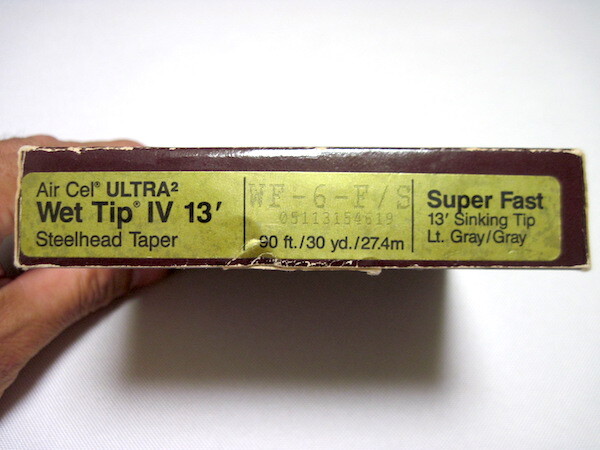 Air Cel® ULTRA²
Wet Tip® IV 13'
Steelhead Taper
WF-6-F/S
05113154619
90 ft./30 yd./27.4m
Super Fast
13' Sinking Tip
Lt. Gray/Gray